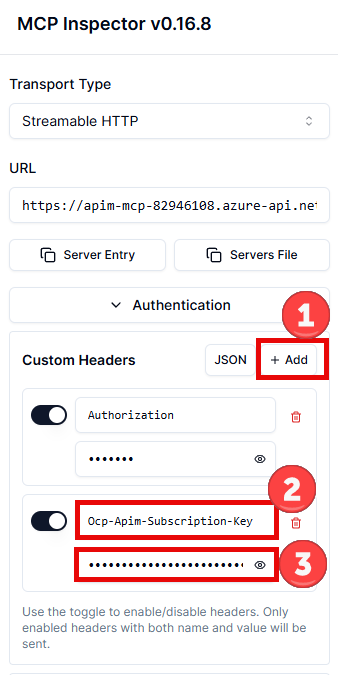 MCP Inspector v0.16.8
Transport Type
Streamable HTTP
URL
https://apim-mcp-82946108.azure-api.net
Server Entry
Servers File
Authentication
1
Custom Headers
JSON
+ Add
Authorization
•••••••
2
Ocp-Apim-Subscription-Key
••••••••••••••••••••••••
3
Use the toggle to enable/disable headers. Only
enabled headers with both name and value will be
sent.